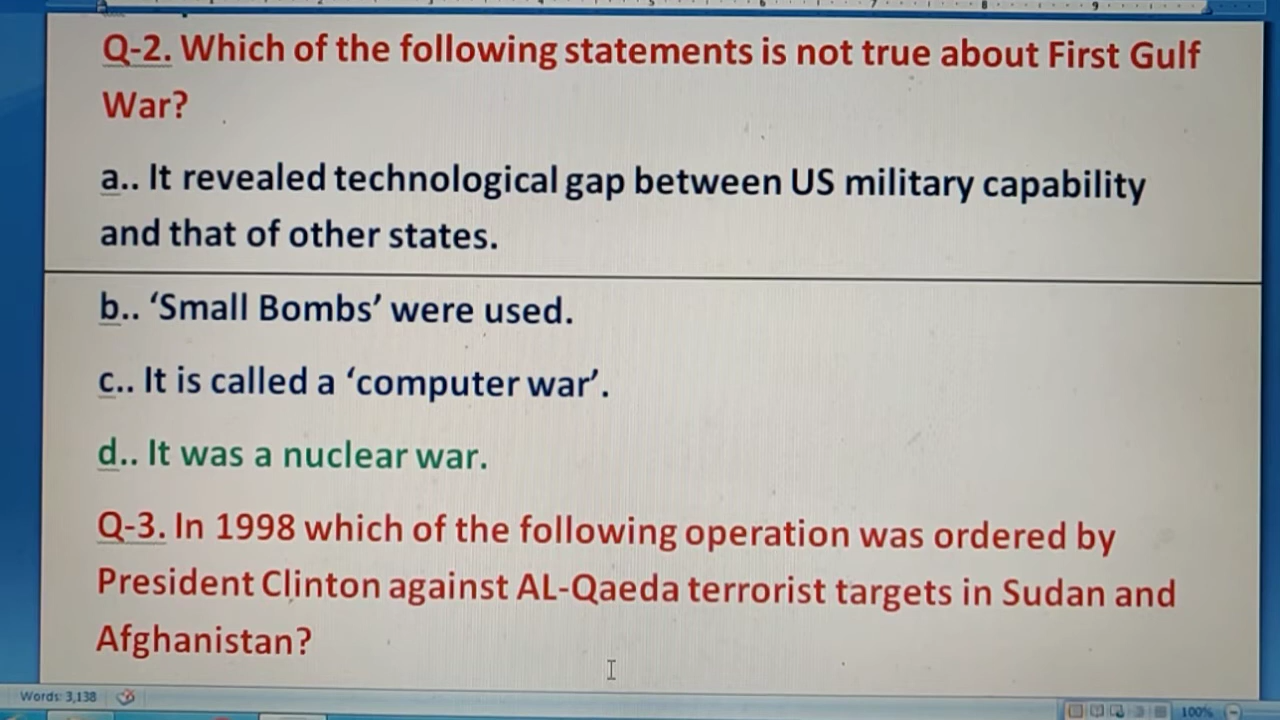 Q-2. Which of the following statements is not true about First Gulf
War?
a.. It revealed technological gap between US military capability
and that of other states.
b.. ‘Small Bombs’ were used.
c.. It is called a ‘computer war’.
d.. It was a nuclear war.
Q-3. In 1998 which of the following operation was ordered by
President Clinton against AL-Qaeda terrorist targets in Sudan and
Afghanistan?
Words: 3,138
100%